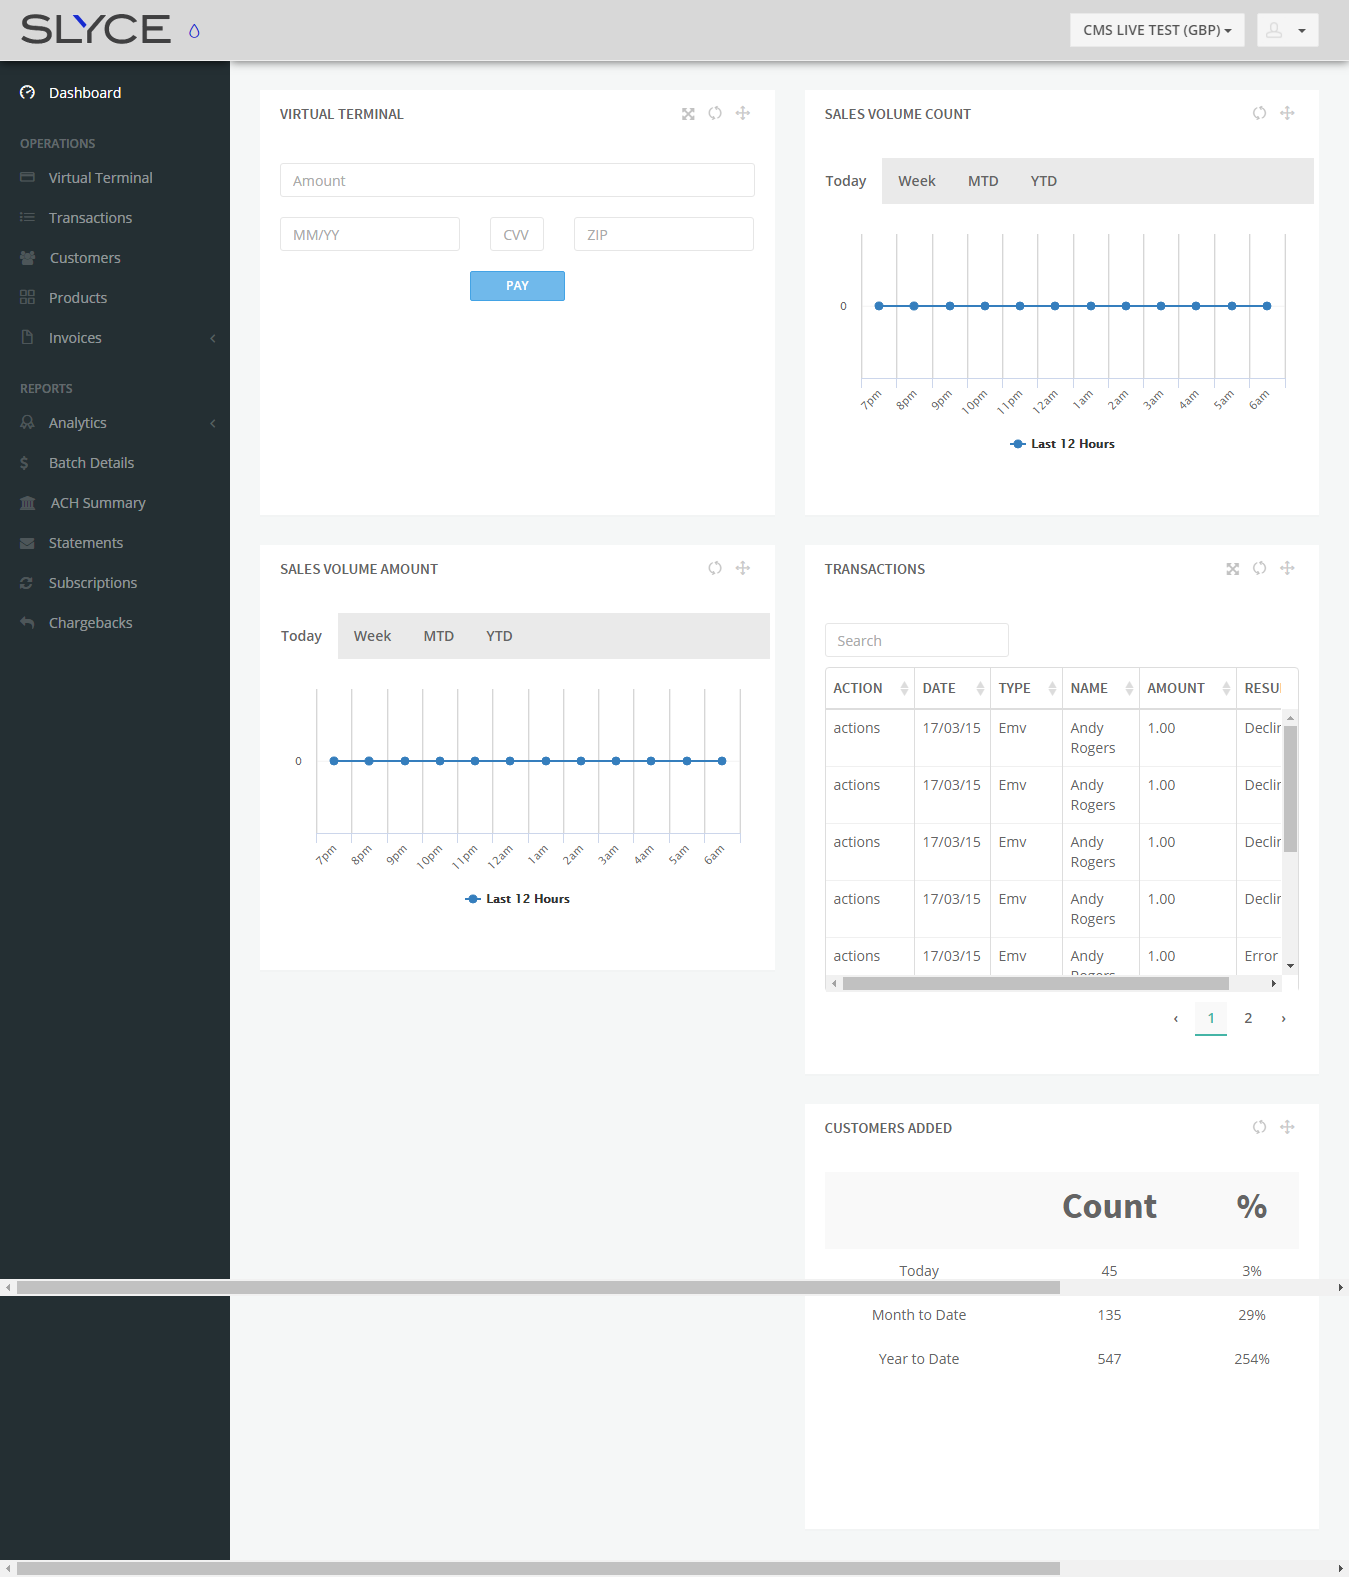 SLYCE
CMS LIVE TEST (GBP)
Dashboard
OPERATIONS
Virtual Terminal
Transactions
Customers
Products
Invoices
REPORTS
Analytics
$ Batch Details
ACH Summary
Statements
Subscriptions
Chargebacks
VIRTUAL TERMINAL
Amount
MM/YY CVV ZIP
PAY
SALES VOLUME COUNT
Today Week MTD YTD
0
7pm 8pm 9pm 10pm 11pm 12am 1am 2am 3am 4am 5am 6am
Last 12 Hours
SALES VOLUME AMOUNT
Today Week MTD YTD
0
7pm 8pm 9pm 10pm 11pm 12am 1am 2am 3am 4am 5am 6am
Last 12 Hours
TRANSACTIONS
Search
ACTION DATE TYPE NAME AMOUNT RESU
actions 17/03/15 Emv Andy 1.00 Declin
Rogers
actions 17/03/15 Emv Andy 1.00 Declin
Rogers
actions 17/03/15 Emv Andy 1.00 Declin
Rogers
actions 17/03/15 Emv Andy 1.00 Declin
Rogers
actions 17/03/15 Emv Andy 1.00 Error
Rogers
‹ 1 2 ›
CUSTOMERS ADDED
Count %
Today 45 3%
Month to Date 135 29%
Year to Date 547 254%